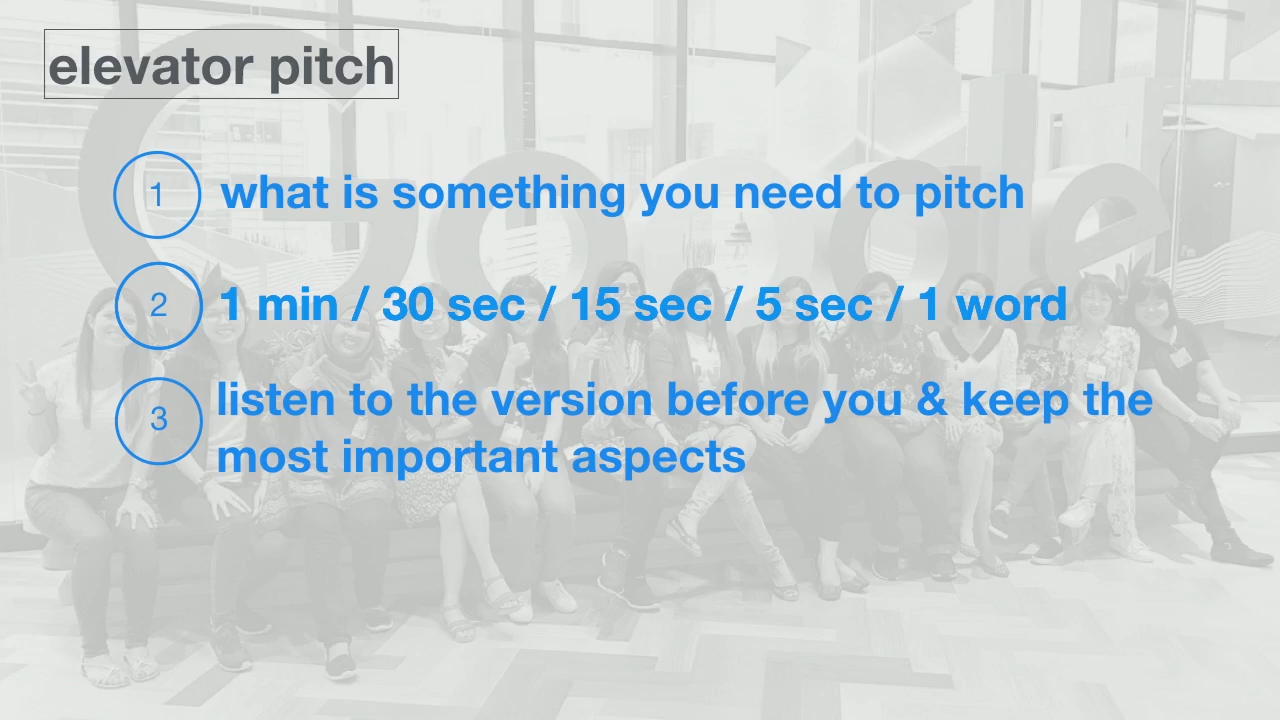 elevator pitch
Google
1 what is something you need to pitch
2 1 min / 30 sec / 15 sec / 5 sec / 1 word
3 listen to the version before you & keep the
most important aspects